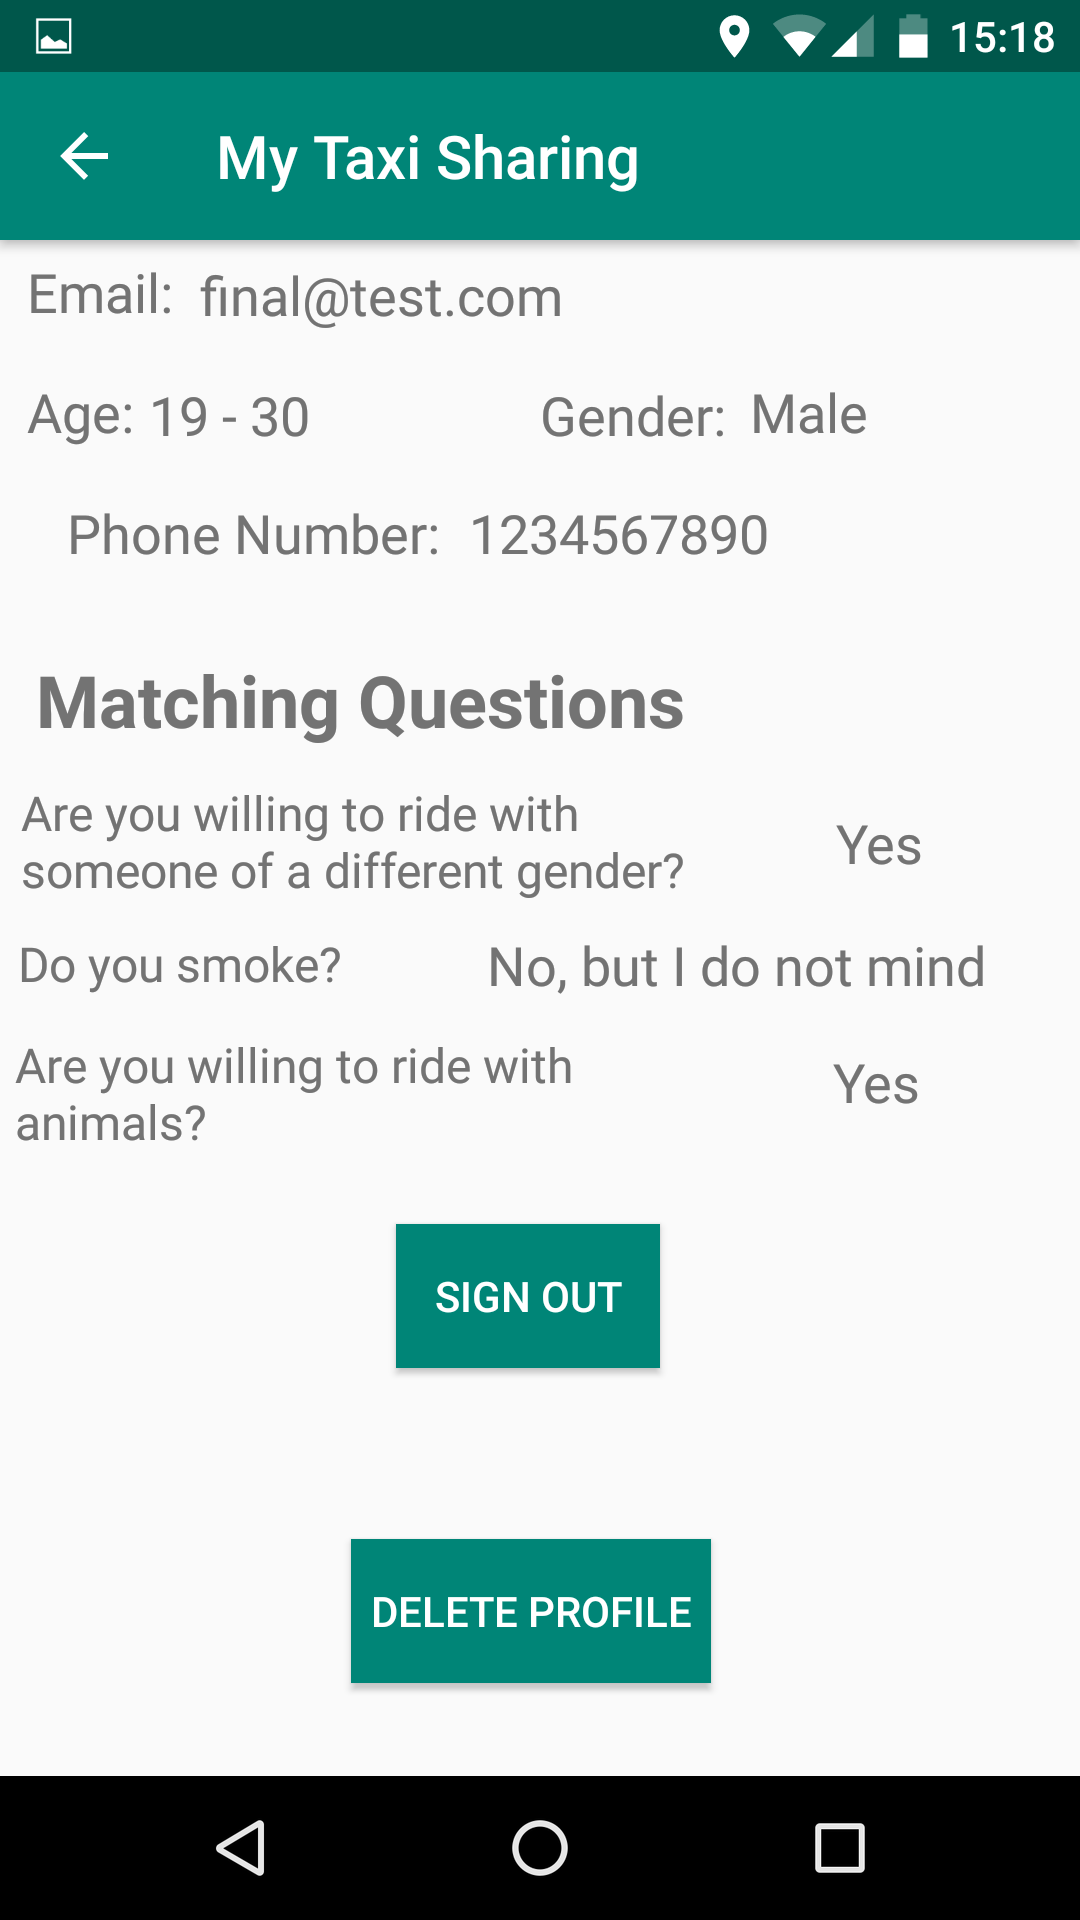 15:18
My Taxi Sharing
Email: final@test.com
Age: 19 - 30 Gender: Male
Phone Number: 1234567890
Matching Questions
Are you willing to ride with
someone of a different gender? Yes
Do you smoke? No, but I do not mind
Are you willing to ride with
animals? Yes
SIGN OUT
DELETE PROFILE